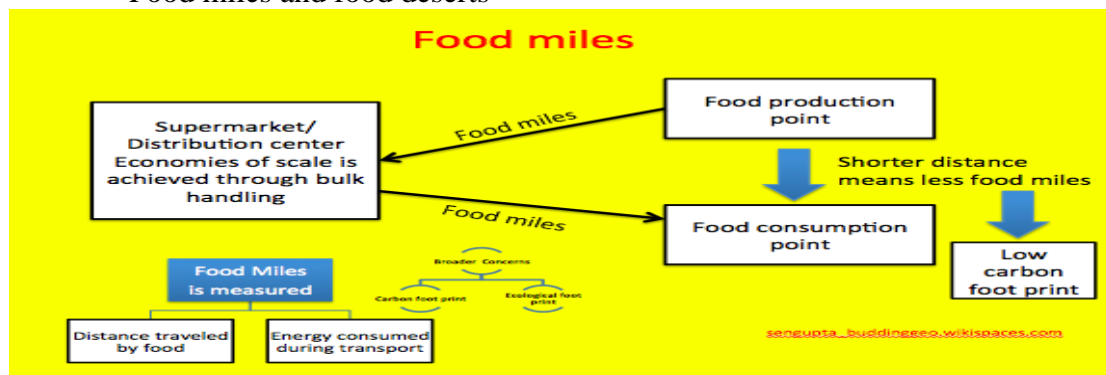 Food miles and food deserts
Food miles
Supermarket/
Distribution center
Economies of scale is
achieved through bulk
handling
Food miles
Food miles
Food production
point
Shorter distance
means less food miles
Food consumption
point
Low
carbon
foot print
Food Miles
is measured
Distance traveled
by food
Energy consumed
during transport
Broader Concerns
Carbon foot print
Ecological foot
print
sengupta_buddinggeo.wikispaces.com